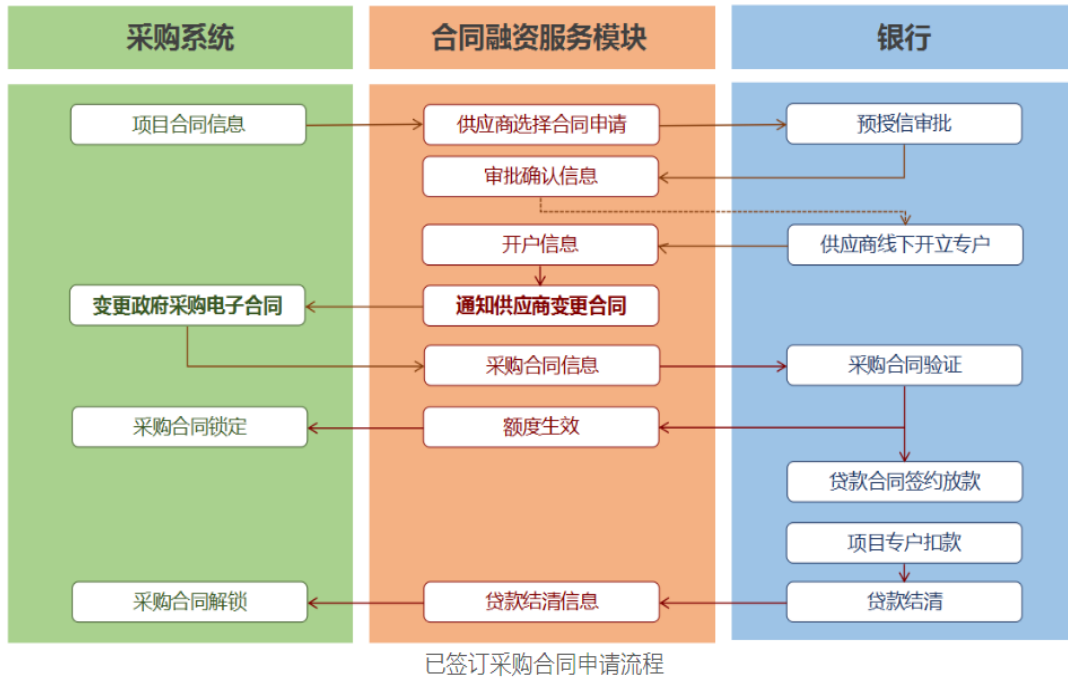 采购系统
合同融资服务模块
银行
项目合同信息
供应商选择合同申请
预授信审批
审批确认信息
开户信息
供应商线下开立专户
变更政府采购电子合同
通知供应商变更合同
采购合同信息
采购合同验证
采购合同锁定
额度生效
贷款合同签约放款
项目专户扣款
采购合同解锁
贷款结清信息
贷款结清
已签订采购合同申请流程